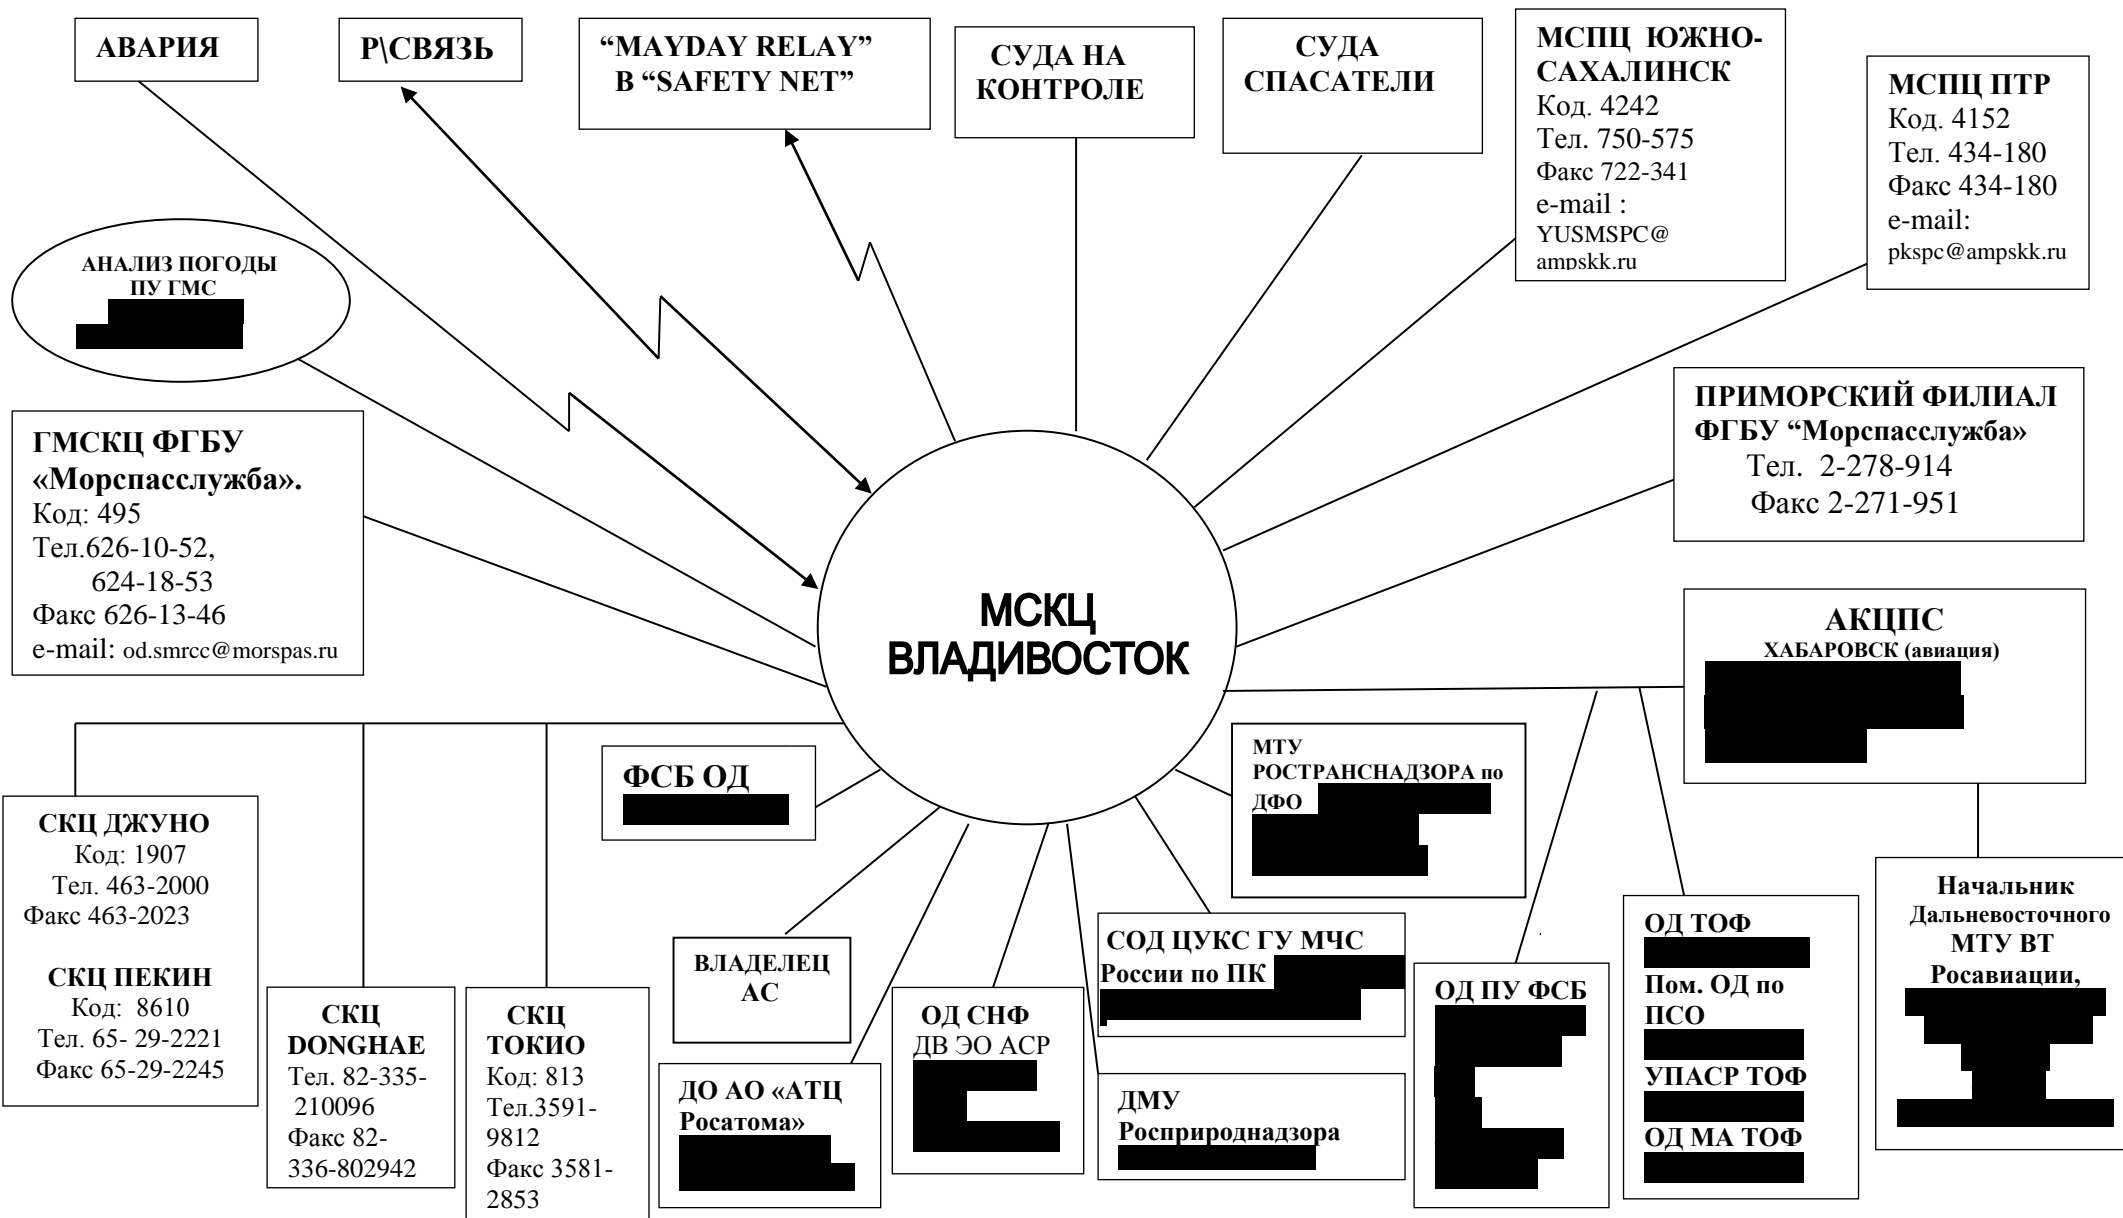 АВАРИЯ
Р\СВЯЗЬ
“MAYDAY RELAY”
В “SAFETY NET”
СУДА НА
КОНТРОЛЕ
СУДА
СПАСАТЕЛИ
МСПЦ ЮЖНО-
САХАЛИНСК
Код. 4242
Тел. 750-575
Факс 722-341
e-mail :
YUSMSPC@
ampskk.ru
МСПЦ ПТР
Код. 4152
Тел. 434-180
Факс 434-180
e-mail:
pkspc@ampskk.ru
АНАЛИЗ ПОГОДЫ
ПУ ГМС
ГМСКЦ ФГБУ
«Морспасслужба».
Код: 495
Тел.626-10-52,
624-18-53
Факс 626-13-46
e-mail: od.smrcc@morspas.ru
ПРИМОРСКИЙ ФИЛИАЛ
ФГБУ “Морспасслужба»
Тел. 2-278-914
Факс 2-271-951
МСКЦ
ВЛАДИВОСТОК
АКЦПС
ХАБАРОВСК (авиация)
ФСБ ОД
МТУ
РОСТРАНСНАДЗОРА по
ДФО
СКЦ ДЖУНО
Код: 1907
Тел. 463-2000
Факс 463-2023
СКЦ ПЕКИН
Код: 8610
Тел. 65- 29-2221
Факс 65-29-2245
СКЦ
DONGHAE
Тел. 82-335-
210096
Факс 82-
336-802942
СКЦ
ТОКИО
Код: 813
Тел.3591-
9812
Факс 3581-
2853
ВЛАДЕЛЕЦ
АС
ДО АО «АТЦ
Росатома»
ОД СНФ
ДВ ЭО АСР
СОД ЦУКС ГУ МЧС
России по ПК
ДМУ
Росприроднадзора
ОД ПУ ФСБ
ОД ТОФ
Пом. ОД по
ПСО
УПАСР ТОФ
ОД МА ТОФ
Начальник
Дальневосточного
МТУ ВТ
Росавиации,